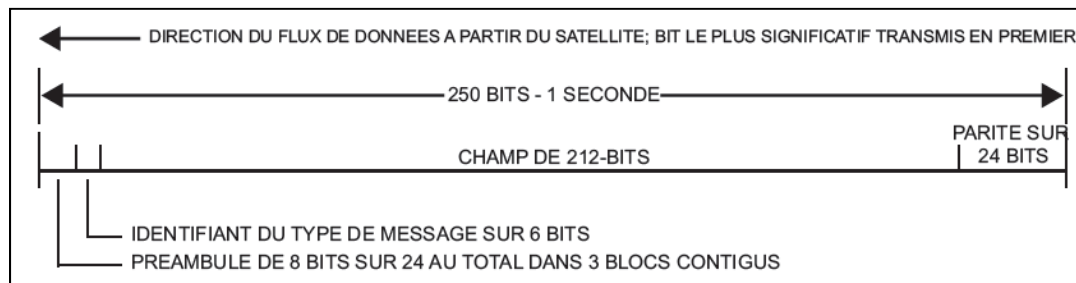 DIRECTION DU FLUX DE DONNEES A PARTIR DU SATELLITE; BIT LE PLUS SIGNIFICATIF TRANSMIS EN PREMIER
250 BITS - 1 SECONDE
PARITE SUR
24 BITS
CHAMP DE 212-BITS
IDENTIFIANT DU TYPE DE MESSAGE SUR 6 BITS
PREAMBULE DE 8 BITS SUR 24 AU TOTAL DANS 3 BLOCS CONTIGUS